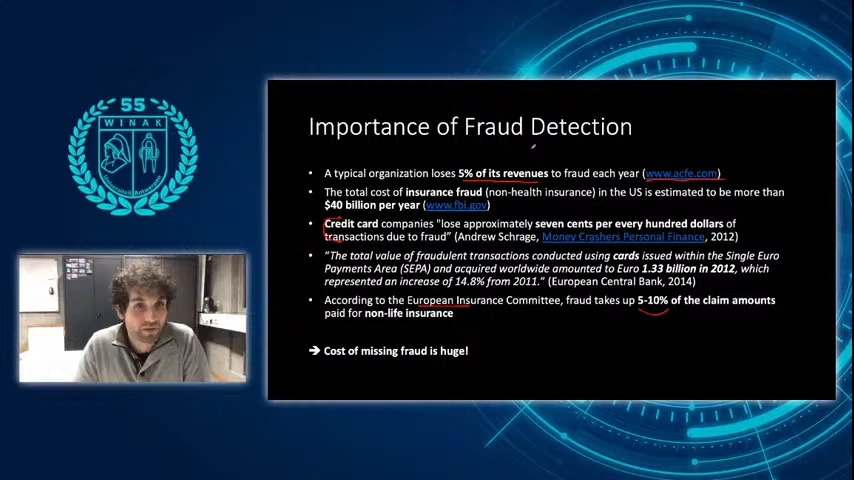 55
WINAK
Universiteit Antwerpen
Importance of Fraud Detection
• A typical organization loses 5% of its revenues to fraud each year (www.acfe.com)
• The total cost of insurance fraud (non-health insurance) in the US is estimated to be more than
$40 billion per year (www.fbi.gov)
• Credit card companies "lose approximately seven cents per every hundred dollars of
transactions due to fraud” (Andrew Schrage, Money Crashers Personal Finance, 2012)
• “The total value of fraudulent transactions conducted using cards issued within the Single Euro
Payments Area (SEPA) and acquired worldwide amounted to Euro 1.33 billion in 2012, which
represented an increase of 14.8% from 2011.” (European Central Bank, 2014)
• According to the European Insurance Committee, fraud takes up 5-10% of the claim amounts
paid for non-life insurance
➔ Cost of missing fraud is huge!